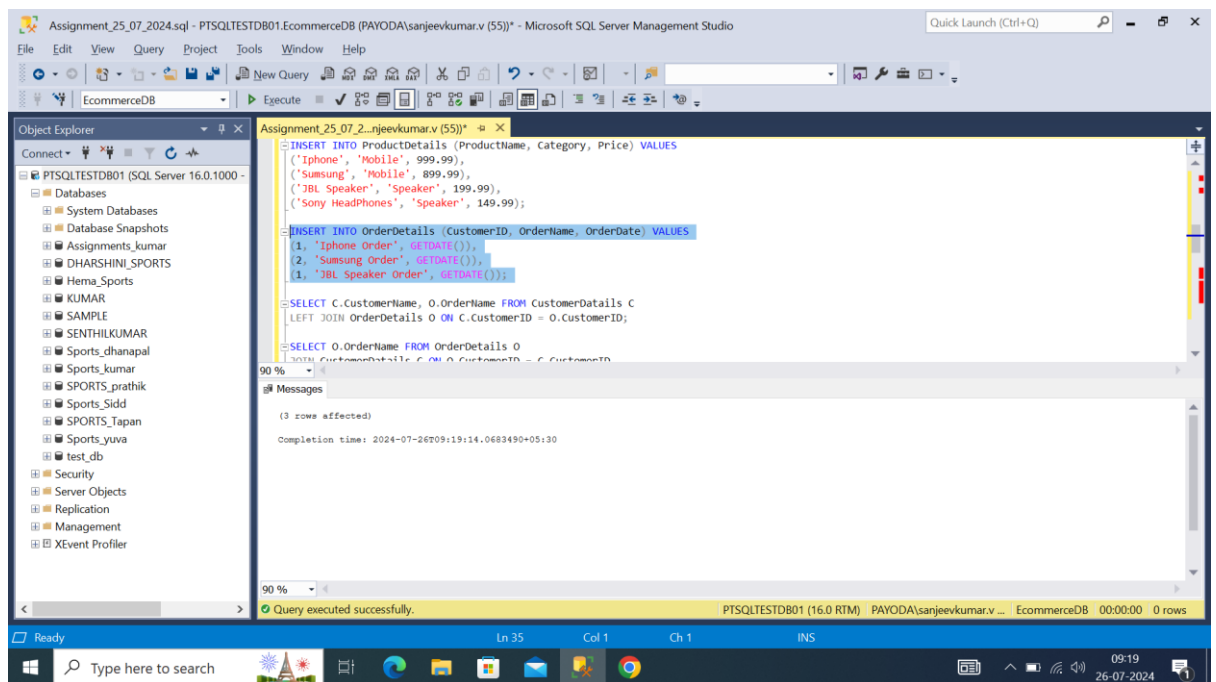 Assignment_25_07_2024.sql - PTSQLTESTDB01.EcommerceDB (PAYODA\sanjeevkumar.v (55))* - Microsoft SQL Server Management Studio
Quick Launch (Ctrl+Q)
File Edit View Query Project Tools Window Help
New Query
EcommerceDB
Execute
Object Explorer
Assignment_25_07_2...njeevkumar.v (55))*
Connect
PTSQLTESTDB01 (SQL Server 16.0.1000 -
Databases
System Databases
Database Snapshots
Assignments_kumar
DHARSHINI_SPORTS
Hema_Sports
KUMAR
SAMPLE
SENTHILKUMAR
Sports_dhanapal
Sports_kumar
SPORTS_prathik
Sports_Sidd
SPORTS_Tapan
Sports_yuva
test_db
Security
Server Objects
Replication
Management
XEvent Profiler
INSERT INTO ProductDetails (ProductName, Category, Price) VALUES
('Iphone', 'Mobile', 999.99),
('Sumsung', 'Mobile', 899.99),
('JBL Speaker', 'Speaker', 199.99),
('Sony HeadPhones', 'Speaker', 149.99);
INSERT INTO OrderDetails (CustomerID, OrderName, OrderDate) VALUES
(1, 'Iphone Order', GETDATE()),
(2, 'Sumsung Order', GETDATE()),
(1, 'JBL Speaker Order', GETDATE());
SELECT C.CustomerName, O.OrderName FROM CustomerDatails C
LEFT JOIN OrderDetails O ON C.CustomerID = O.CustomerID;
SELECT O.OrderName FROM OrderDetails O
JOIN CustomerDatails C ON O.CustomerID = C.CustomerID
90 %
Messages
(3 rows affected)
Completion time: 2024-07-26T09:19:14.0683490+05:30
90 %
Query executed successfully.
PTSQLTESTDB01 (16.0 RTM) PAYODA\sanjeevkumar.v ... EcommerceDB 00:00:00 0 rows
Ready
Ln 35 Col 1 Ch 1 INS
Type here to search
09:19
26-07-2024
1